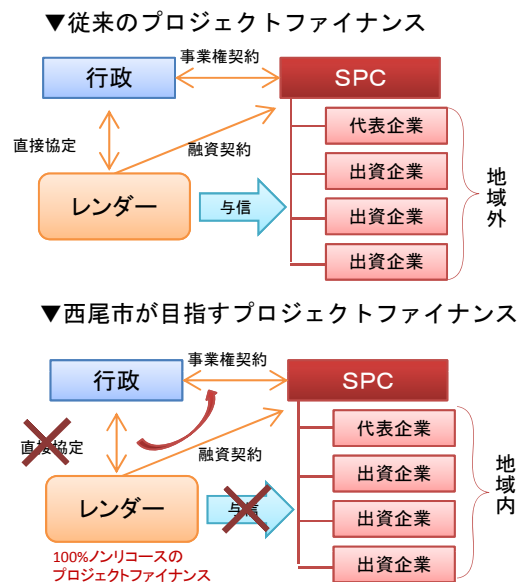 ▼従来のプロジェクトファイナンス
事業権契約
行政
SPC
代表企業
直接協定
融資契約
出資企業
地域外
レンダー
与信
出資企業
出資企業
▼西尾市が目指すプロジェクトファイナンス
事業権契約
行政
SPC
代表企業
直接協定
融資契約
出資企業
地域内
レンダー
与信
出資企業
100%ノンリコースの
プロジェクトファイナンス
出資企業